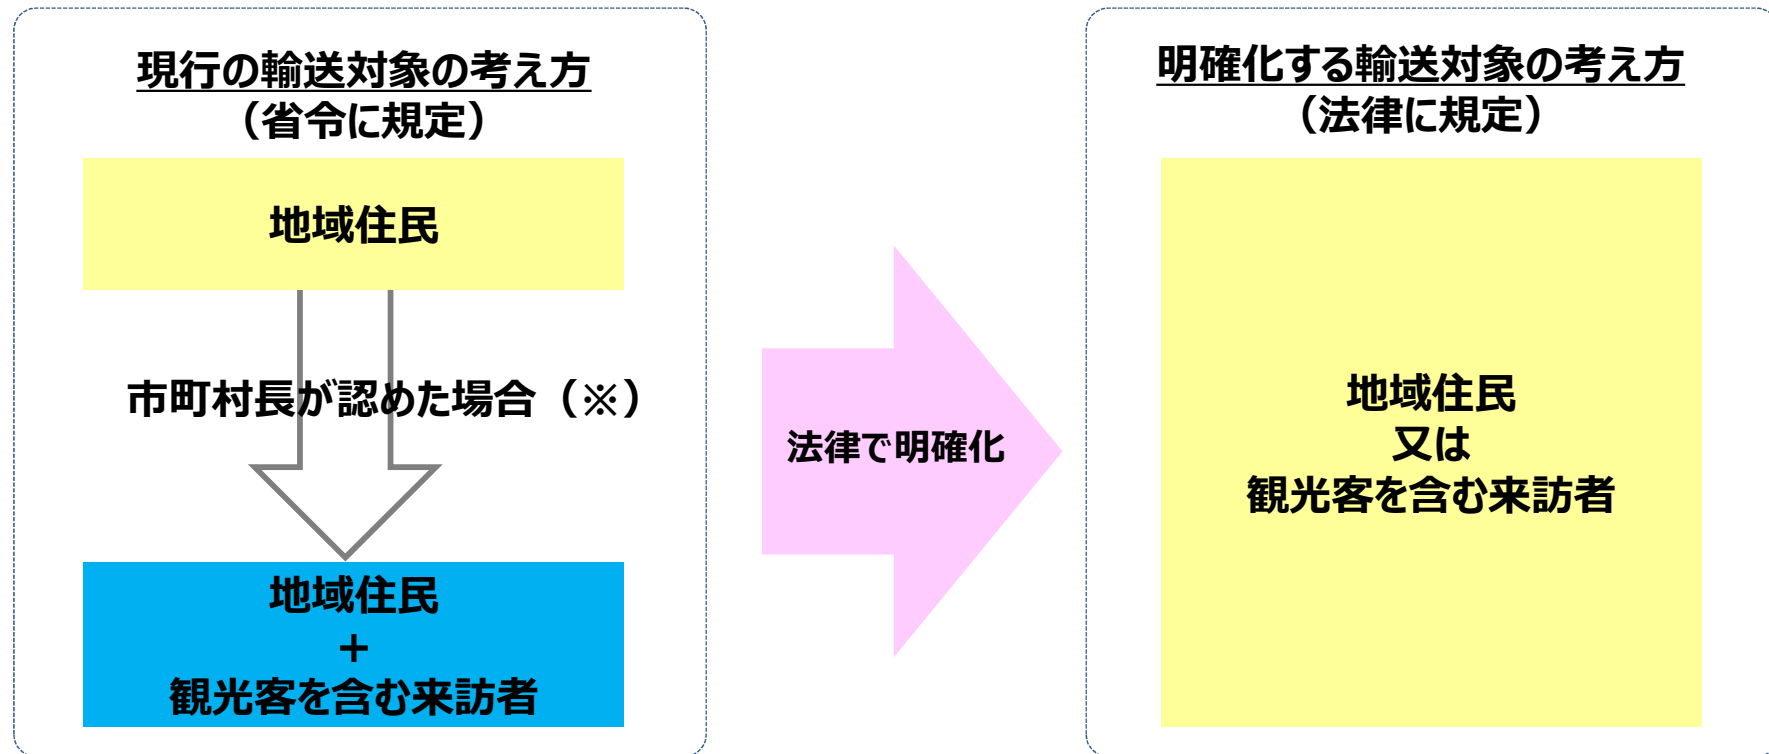 現行の輸送対象の考え方
（省令に規定）
地域住民
市町村長が認めた場合（※）
地域住民
＋
観光客を含む来訪者
法律で明確化
明確化する輸送対象の考え方
（法律に規定）
地域住民
又は
観光客を含む来訪者